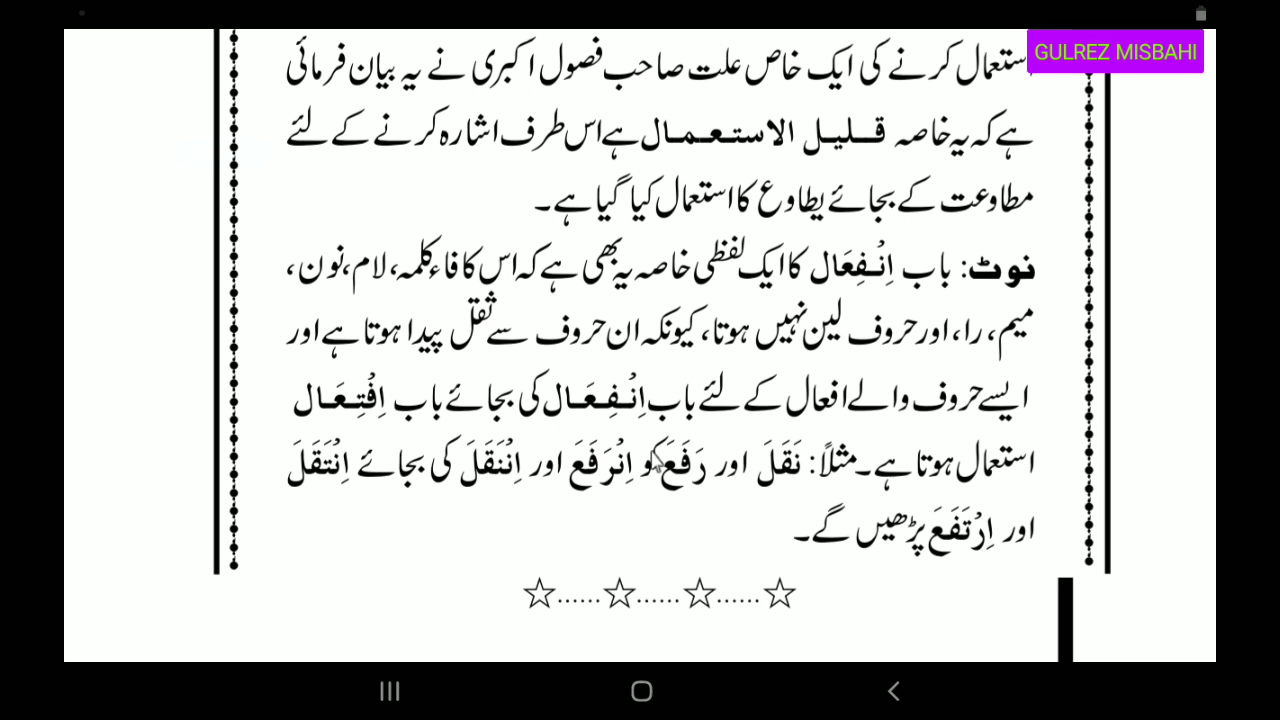 GULREZ MISBAHI
استعمال کرنے کی ایک خاص علت صاحب فصول اکبری نے یہ بیان فرمائی
ہے کہ یہ خاصہ قلیل الاستعمال ہے اس طرف اشارہ کرنے کے لئے
مطاوعت کے بجائے یطاوع کا استعمال کیا گیا ہے۔
نوٹ: باب اِنْفِعَال کا ایک لفظی خاصہ یہ بھی ہے کہ اس کا فاء کلمہ، لام، نون،
میم، را، اور حروف لین نہیں ہوتا، کیونکہ ان حروف سے ثقل پیدا ہوتا ہے اور
ایسے حروف والے افعال کے لئے باب اِنْفِعَال کی بجائے باب اِفْتِعَال
استعمال ہوتا ہے۔ مثلاً: نَقَلَ اور رَفَعَ کو اِنْرَفَعَ اور اِنْنَقَلَ کی بجائے اِنْتَقَلَ
اور اِرْتَفَعَ پڑھیں گے۔
☆......☆......☆......☆